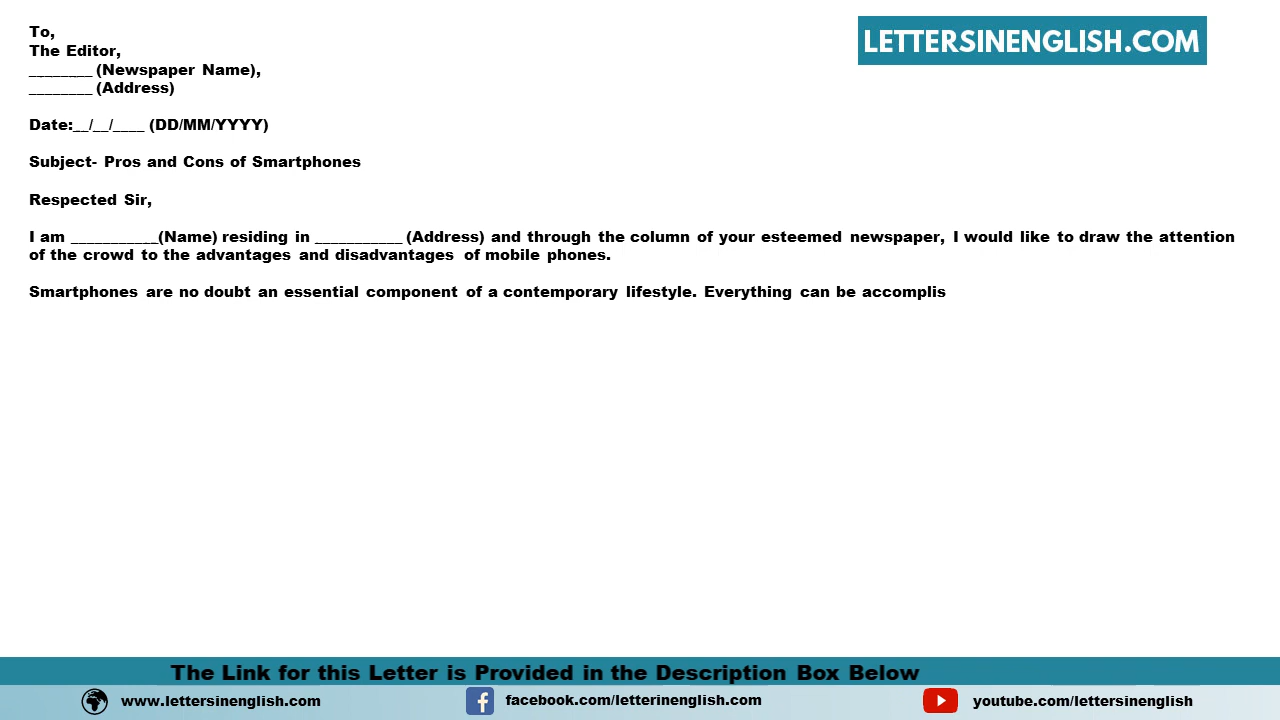 To,
The Editor,
________ (Newspaper Name),
________ (Address)
LETTERSINENGLISH.COM
Date:__/__/____ (DD/MM/YYYY)
Subject- Pros and Cons of Smartphones
Respected Sir,
I am ___________(Name) residing in ___________ (Address) and through the column of your esteemed newspaper, I would like to draw the attention
of the crowd to the advantages and disadvantages of mobile phones.
Smartphones are no doubt an essential component of a contemporary lifestyle. Everything can be accomplis
The Link for this Letter is Provided in the Description Box Below
www.lettersinenglish.com
facebook.com/letterinenglish.com
youtube.com/lettersinenglish